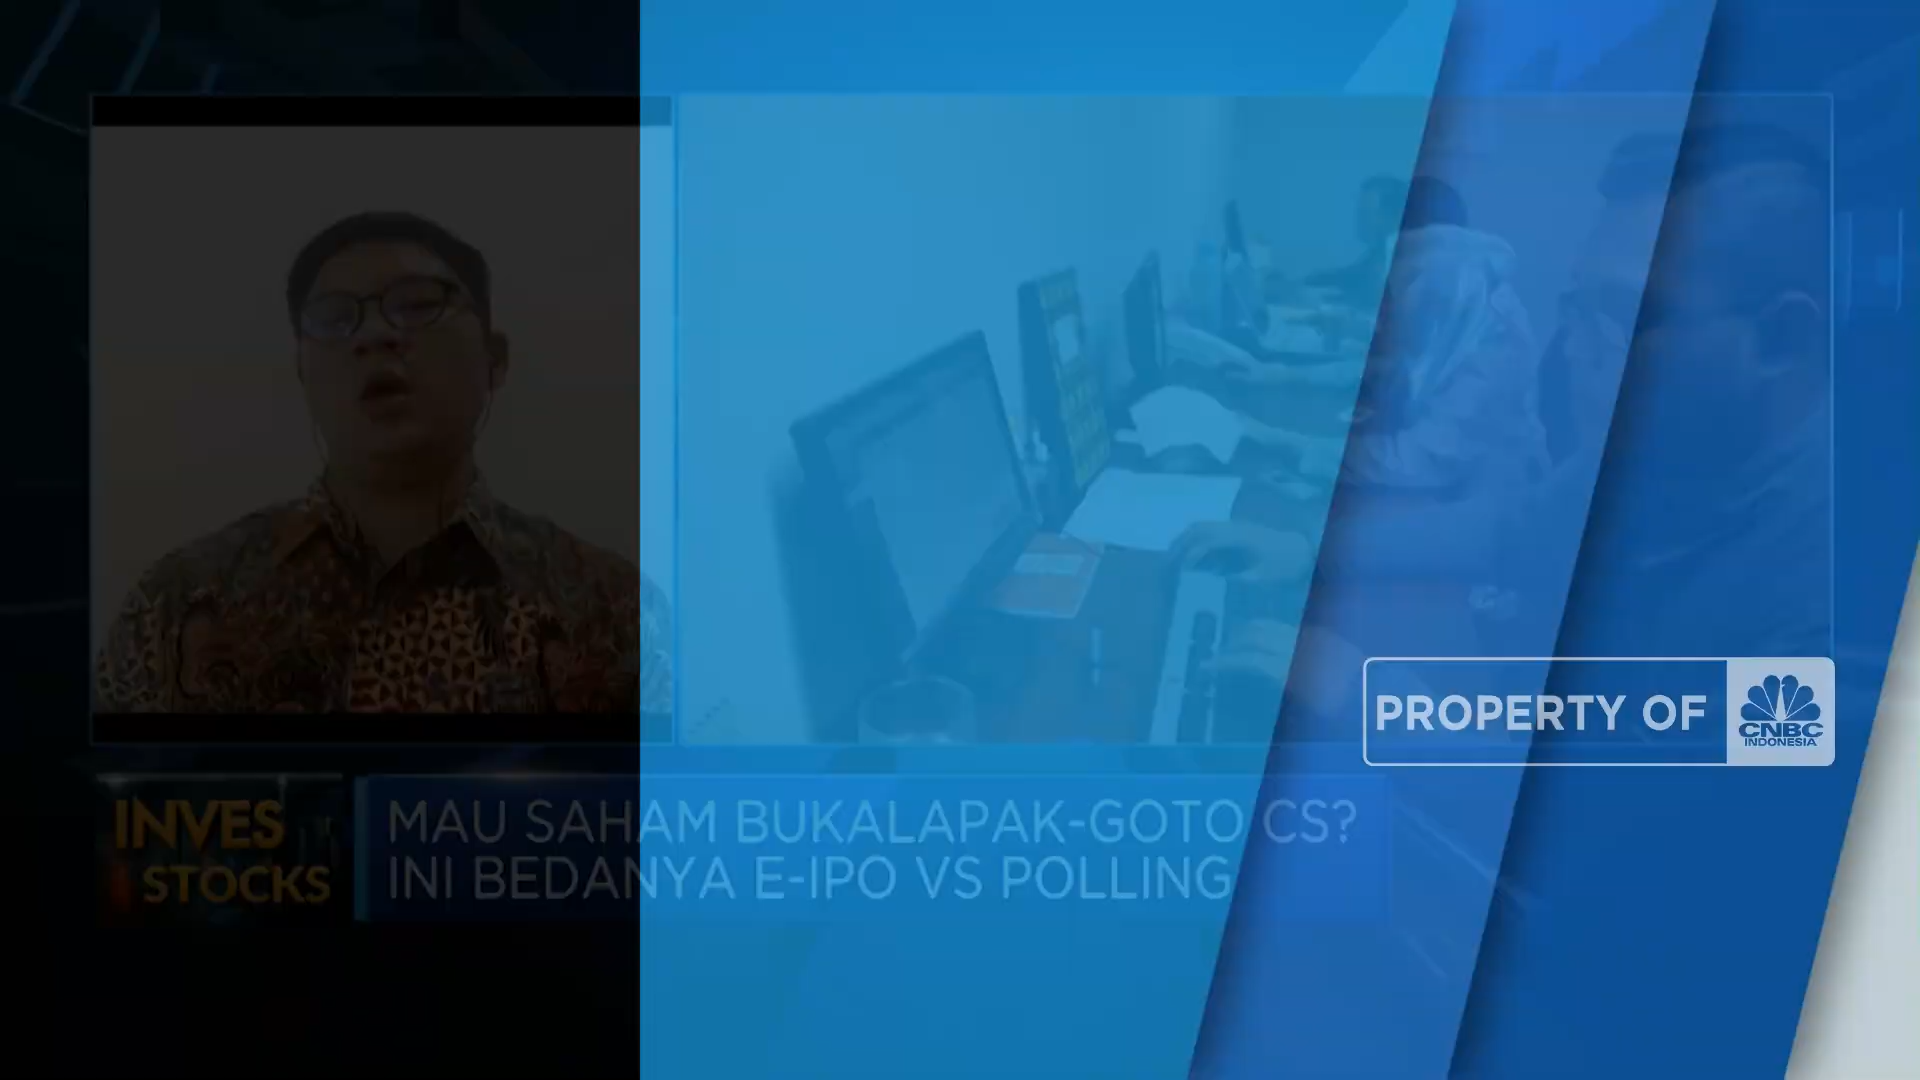 PROPERTY OF
CNBC
INDONESIA
INVES
STOCKS
MAU SAHAM BUKALAPAK-GOTO CS?
INI BEDANYA E-IPO VS POLLING